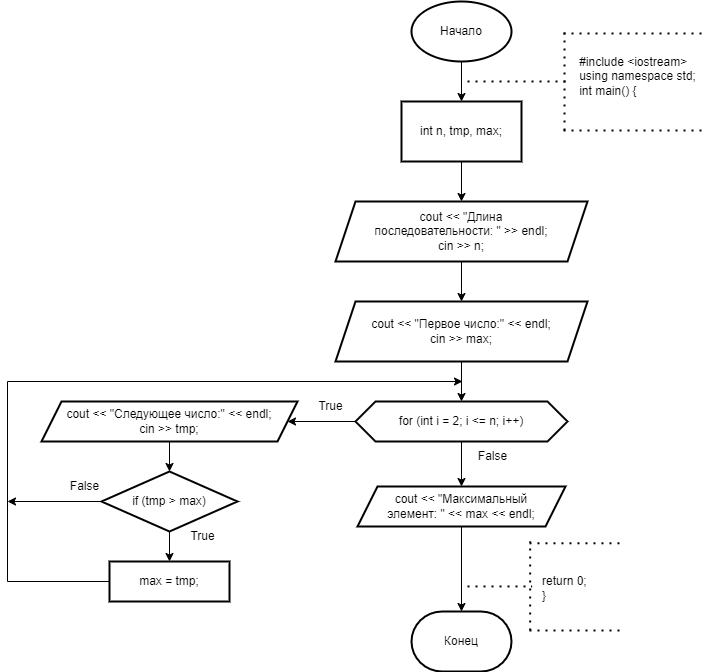 Начало
#include <iostream>
using namespace std;
int main() {
int n, tmp, max;
cout << "Длина
последовательности: " >> endl;
cin >> n;
cout << "Первое число:" << endl;
cin >> max;
True
cout << "Следующее число:" << endl;
cin >> tmp;
for (int i = 2; i <= n; i++)
False
False
if (tmp > max)
cout << "Максимальный
элемент: " << max << endl;
True
max = tmp;
return 0;
}
Конец